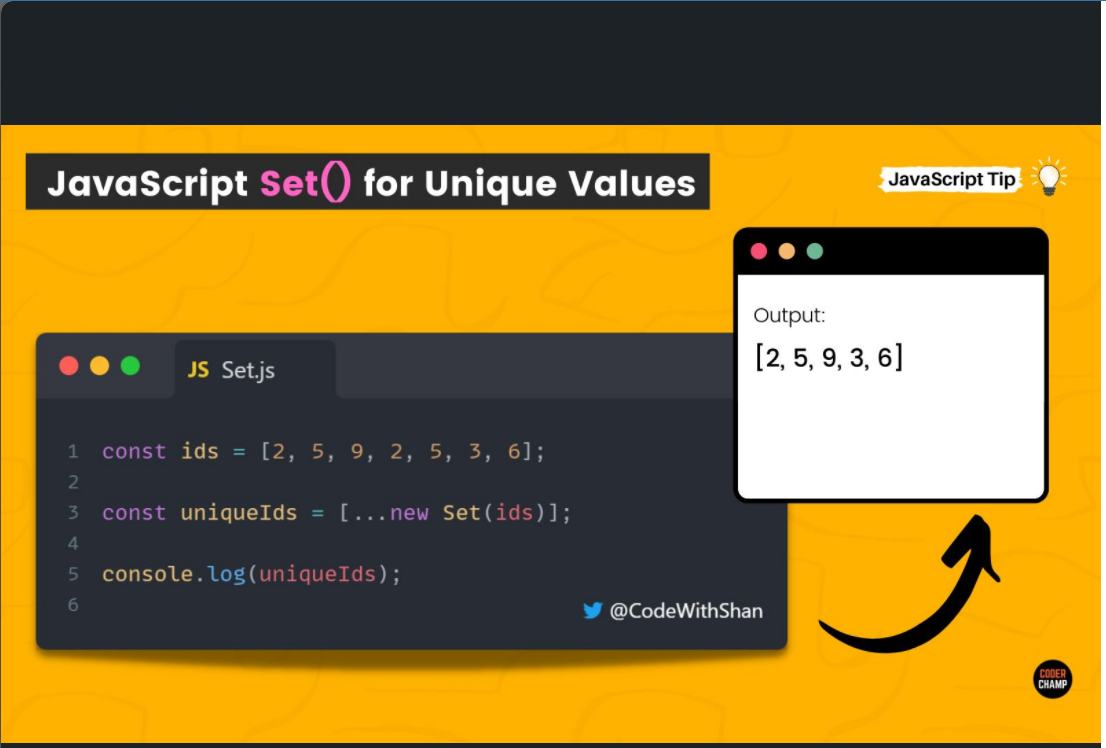 JavaScript Set() for Unique Values
JavaScript Tip
Output:
[2, 5, 9, 3, 6]
JS Set.js
1 const ids = [2, 5, 9, 2, 5, 3, 6];
2
3 const uniqueIds = [...new Set(ids)];
4
5 console.log(uniqueIds);
6
@CodeWithShan
CODER
CHAMP